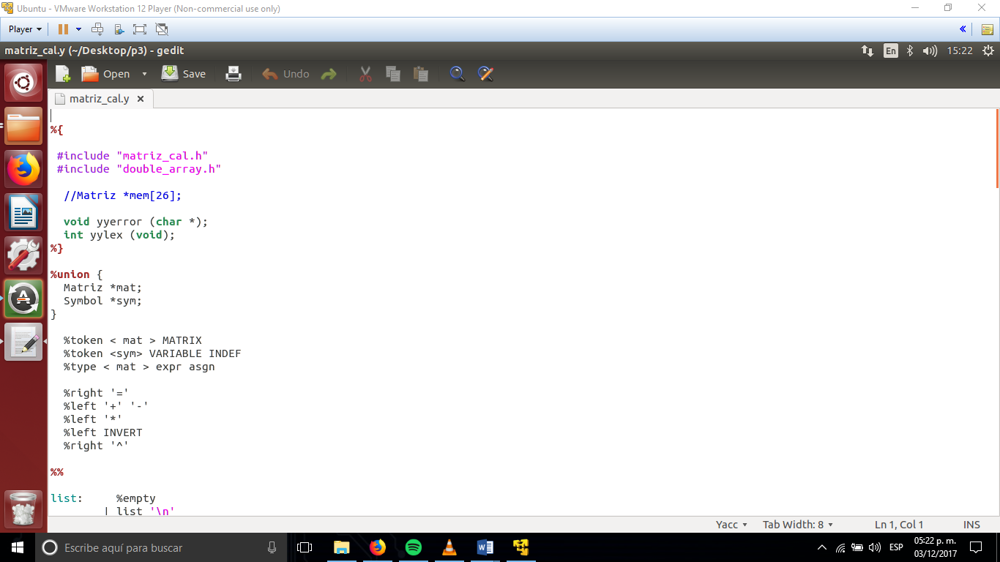 Ubuntu - VMware Workstation 12 Player (Non-commercial use only)
Player
matriz_cal.y (~/Desktop/p3) - gedit
En
15:22
Open
Save
Undo
matriz_cal.y
%{
#include "matriz_cal.h"
#include "double_array.h"
//Matriz *mem[26];
void yyerror (char *);
int yylex (void);
%}
%union {
Matriz *mat;
Symbol *sym;
}
%token < mat > MATRIX
%token <sym> VARIABLE INDEF
%type < mat > expr asgn
%right '='
%left '+' '-'
%left '*'
%left INVERT
%right '^'
%%
list: %empty
| list '\n'
Yacc Tab Width: 8 Ln 1, Col 1 INS
Escribe aquí para buscar
ESP
05:22 p. m.
03/12/2017